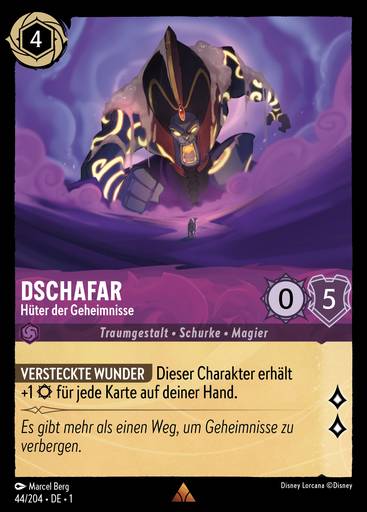 4
DSCHAFAR
Hüter der Geheimnisse
0
5
Traumgestalt • Schurke • Magier
VERSTECKTE WUNDER Dieser Charakter erhält
+1 für jede Karte auf deiner Hand.
Es gibt mehr als einen Weg, um Geheimnisse zu
verbergen.
Marcel Berg
Disney Lorcana ©Disney
44/204 • DE • 1